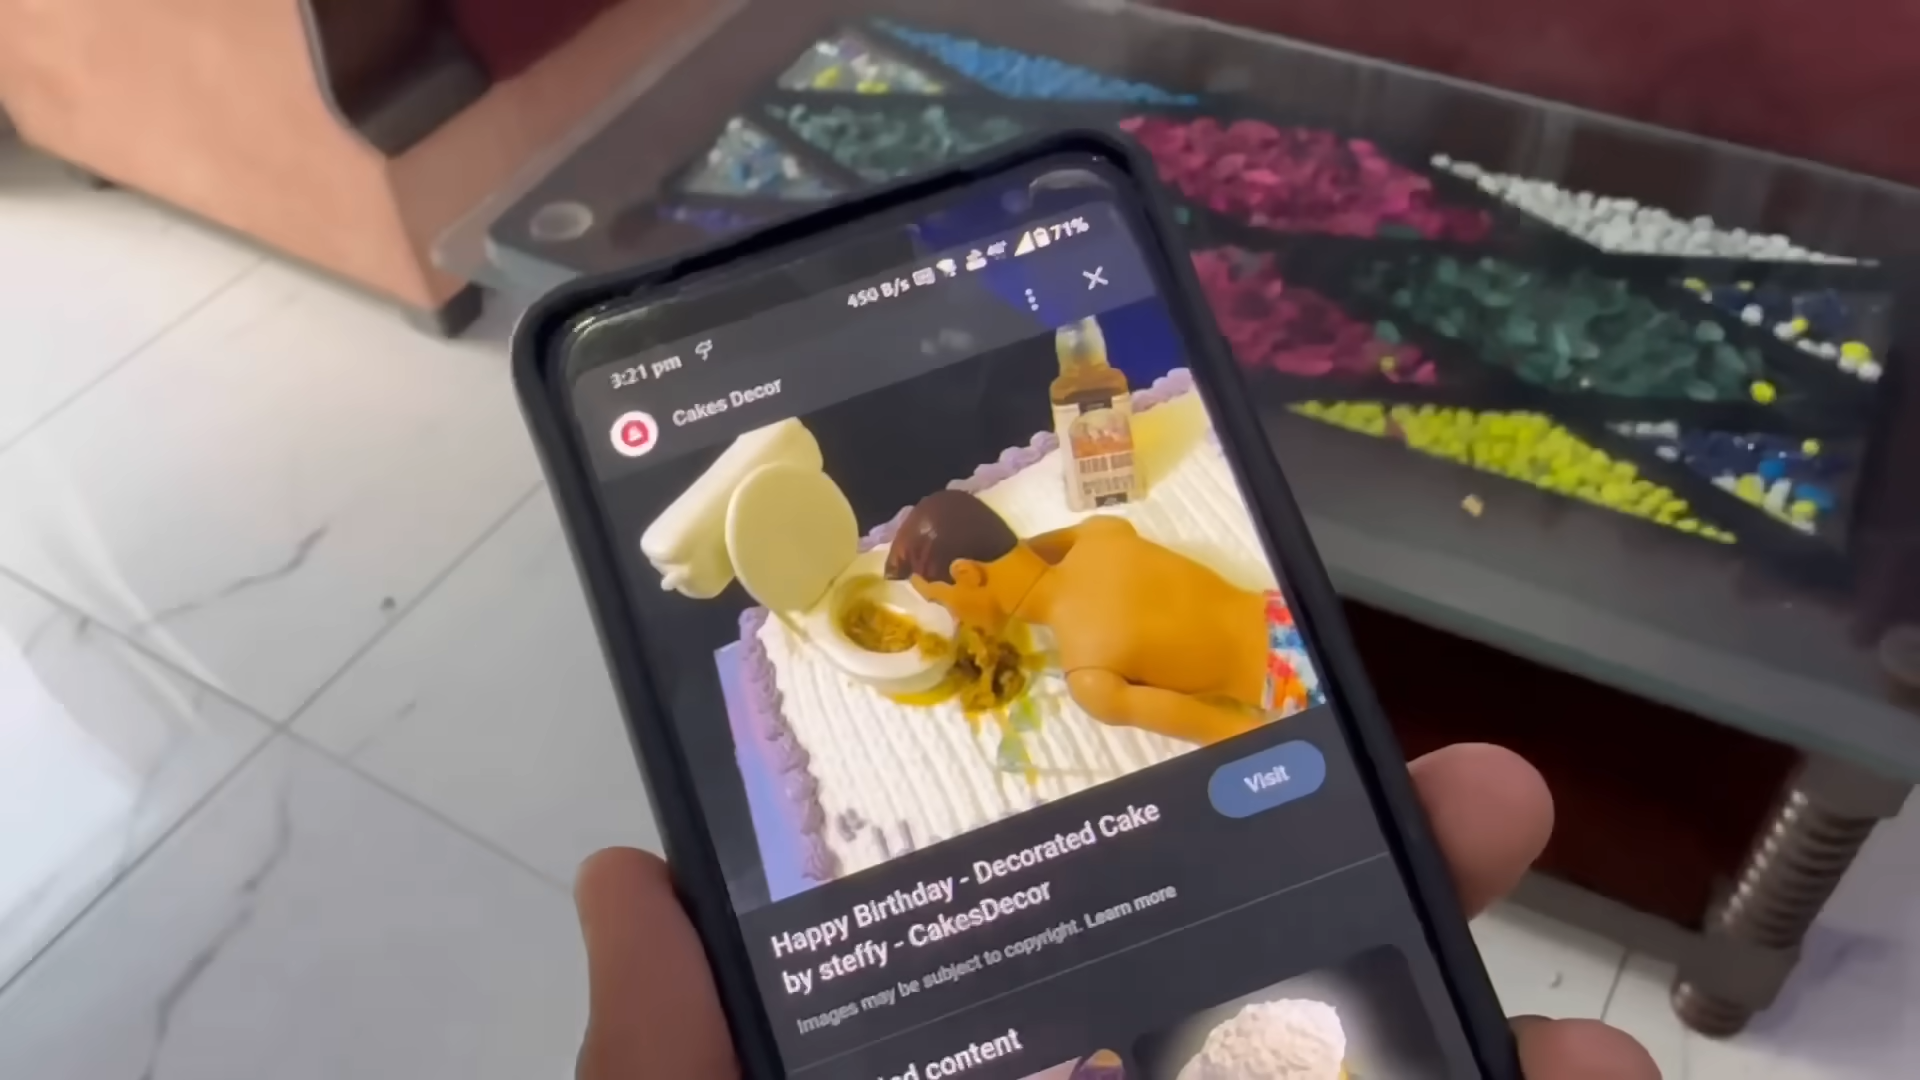 450 B/s 71%
3:21 pm
Cakes Decor
Visit
Happy Birthday - Decorated Cake
by steffy - CakesDecor
Images may be subject to copyright. Learn more
content